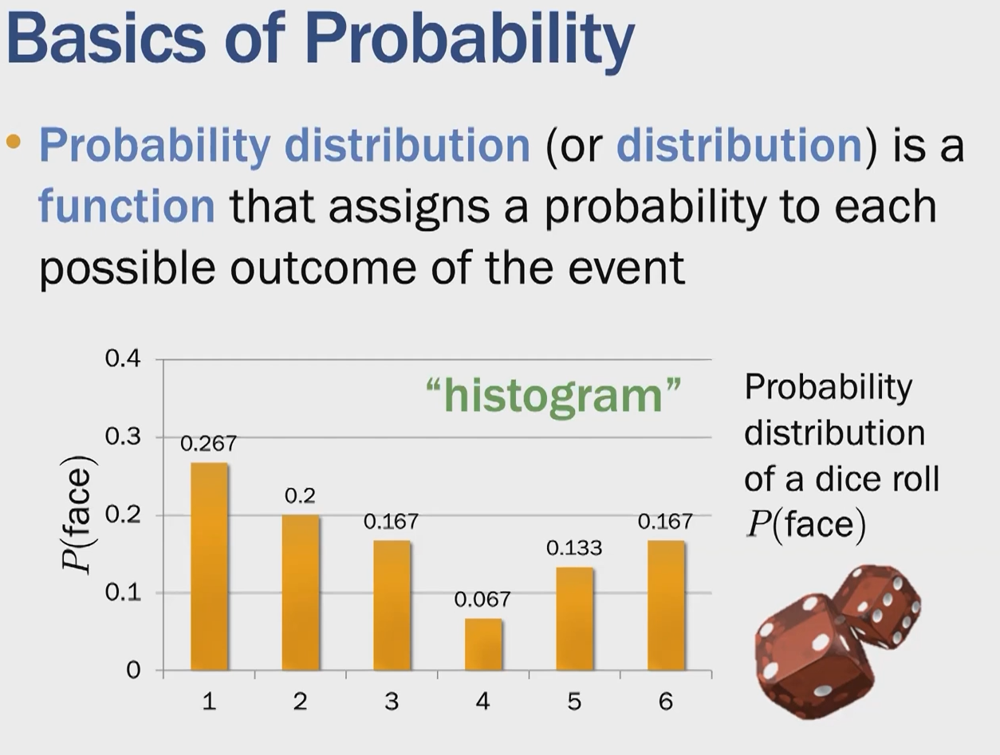 Basics of Probability
• Probability distribution (or distribution) is a
function that assigns a probability to each
possible outcome of the event
"histogram"
P(face)
0.4
0.3
0.2
0.1
0
0.267
0.2
0.167
0.067
0.133
0.167
1 2 3 4 5 6
Probability
distribution
of a dice roll
P(face)